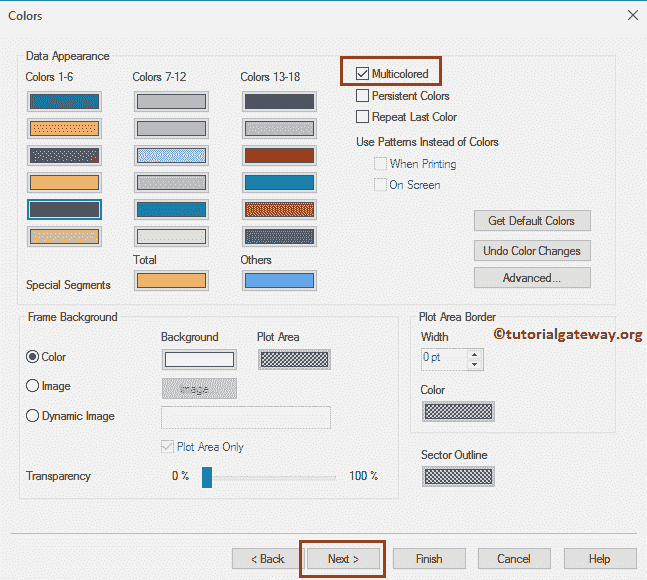 Colors
Data Appearance
Colors 1-6 Colors 7-12 Colors 13-18
Multicolored
Persistent Colors
Repeat Last Color
Use Patterns Instead of Colors
When Printing
On Screen
Get Default Colors
Undo Color Changes
Advanced...
Total Others
Special Segments
Frame Background
Background Plot Area
Color
Image Image
Dynamic Image
Plot Area Only
Transparency 0 % 100 %
Plot Area Border
©tutorialgateway.org
Width
0 pt
Color
Sector Outline
< Back Next > Finish Cancel Help